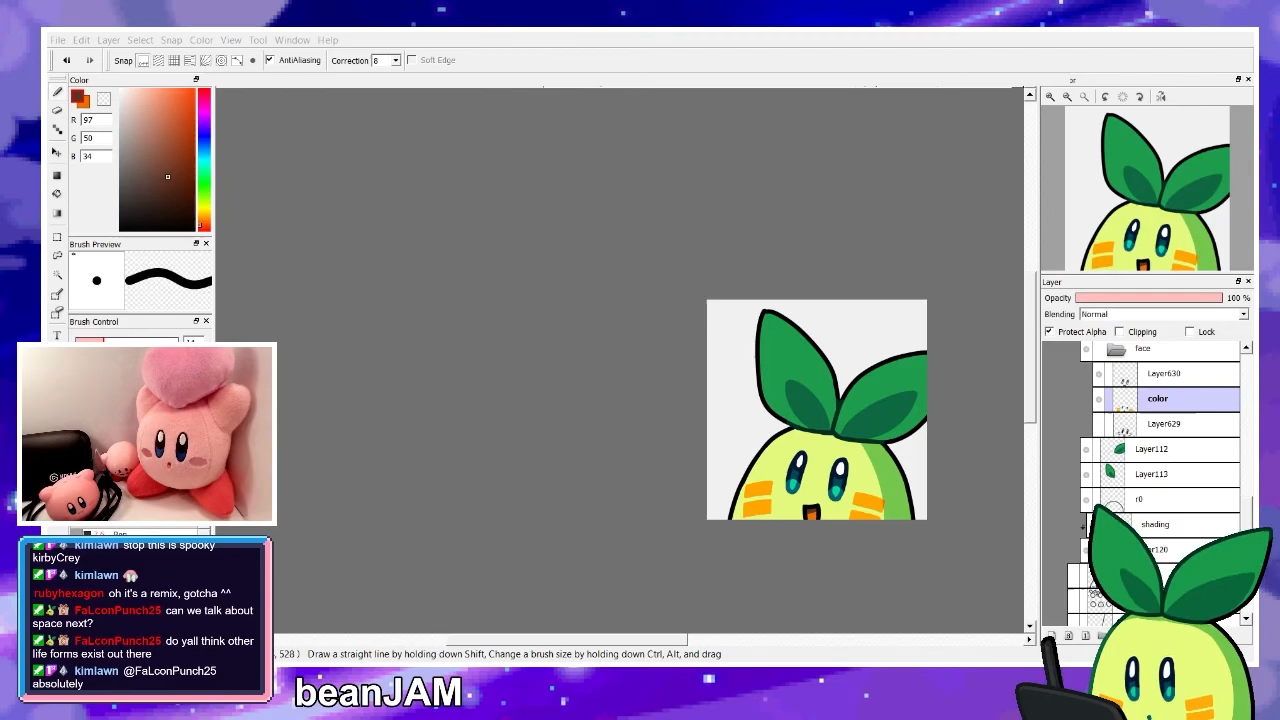 File Edit Layer Select Snap Color View Tool Window Help
Snap AntiAliasing Correction 8 Soft Edge
Color
R 97
G 50
B 34
Brush Preview
Brush Control
Layer
Opacity 100 %
Blending Normal
Protect Alpha Clipping Lock
face
Layer630
color
Layer629
Layer112
Layer113
r0
shading
kimlawn stop this is spooky
kirbyCrey
kimlawn
rubyhexagon oh it's a remix, gotcha ^^
FaLconPunch25 can we talk about
space next?
FaLconPunch25 do yall think other
life forms exist out there
kimlawn @FaLconPunch25
absolutely
, 528 ) Draw a straight line by holding down Shift, Change a brush size by holding down Ctrl, Alt, and drag
beanJAM